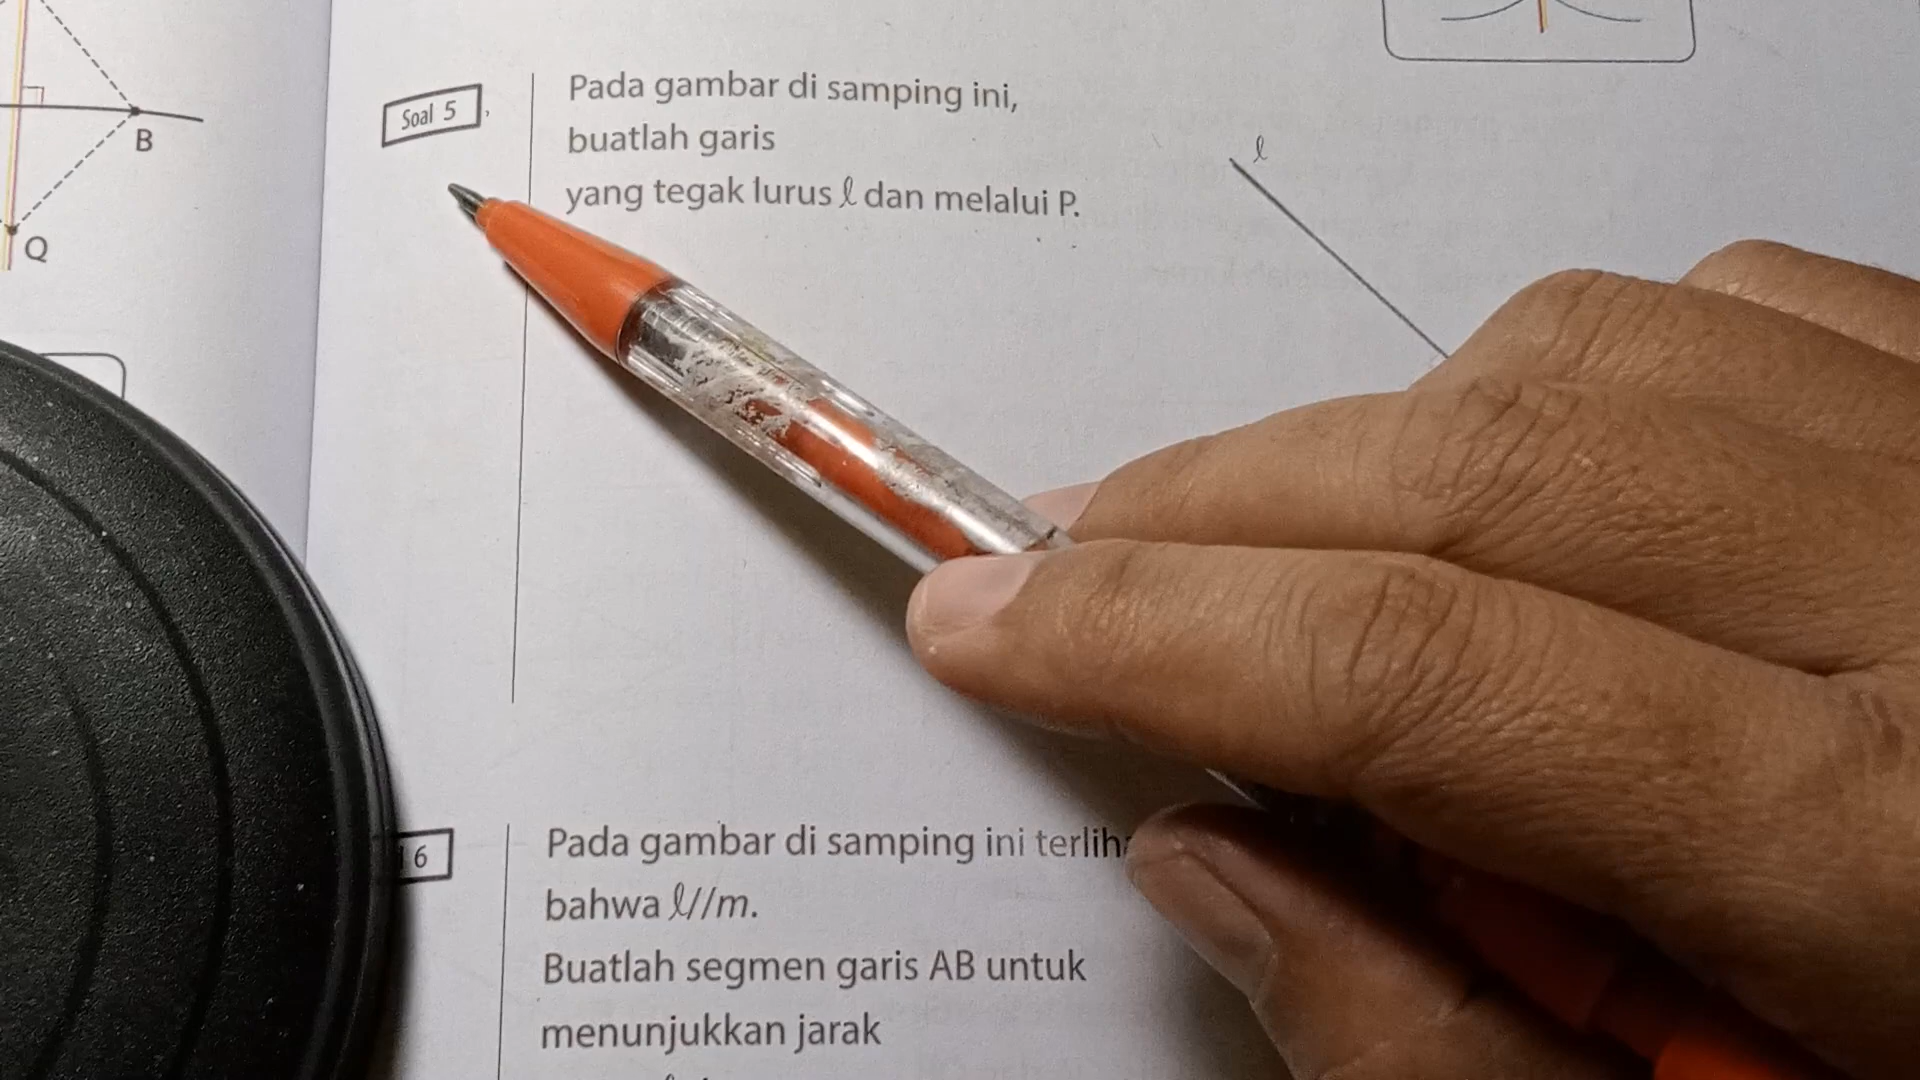 B
Q
Soal 5
Pada gambar di samping ini,
buatlah garis
yang tegak lurus ℓ dan melalui P.
ℓ
6
Pada gambar di samping ini
bahwa ℓ//m.
Buatlah segmen garis AB untuk
menunjukkan jarak